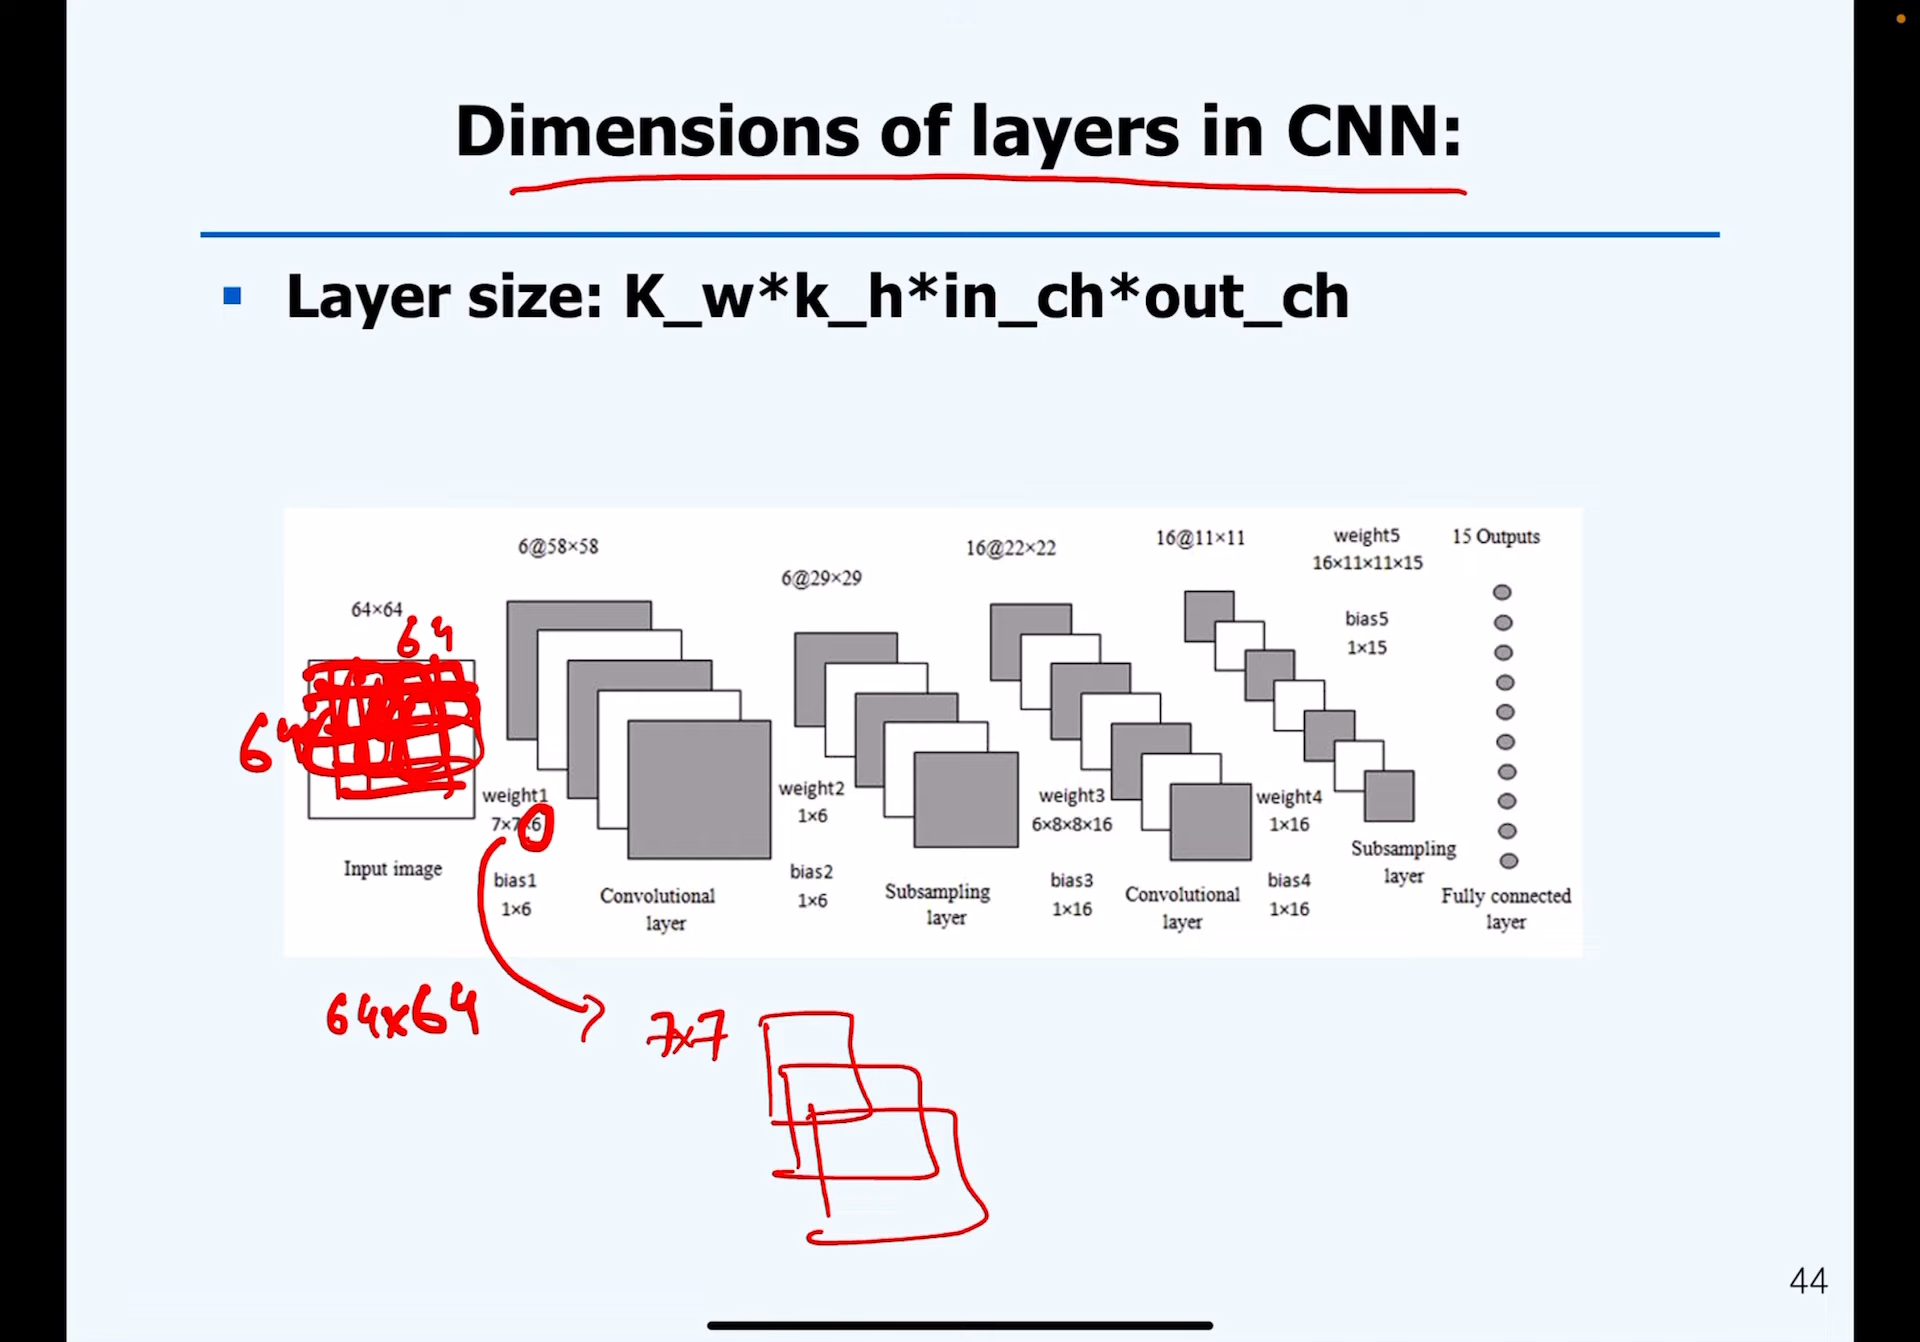 Dimensions of layers in CNN:
▪ Layer size: K_w*k_h*in_ch*out_ch
64×64
64
64
Input image
6@58×58
weight1
7×7×6
bias1
1×6
Convolutional
layer
6@29×29
weight2
1×6
bias2
1×6
Subsampling
layer
16@22×22
weight3
6×8×8×16
bias3
1×16
Convolutional
layer
16@11×11
weight4
1×16
bias4
1×16
Subsampling
layer
weight5
16×11×11×15
bias5
1×15
15 Outputs
Fully connected
layer
64x64
7x7
44